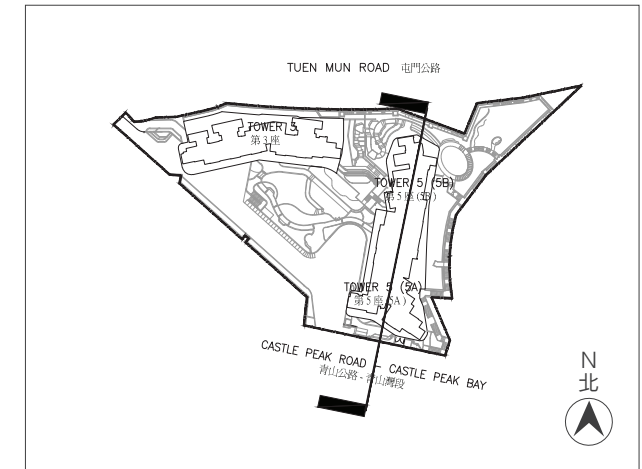 TUEN MUN ROAD 屯門公路
TOWER 3
第3座
TOWER 5 (5B)
第5座(5B)
TOWER 5 (5A)
第5座(5A)
CASTLE PEAK ROAD - CASTLE PEAK BAY
青山公路 - 青山灣段
N
北